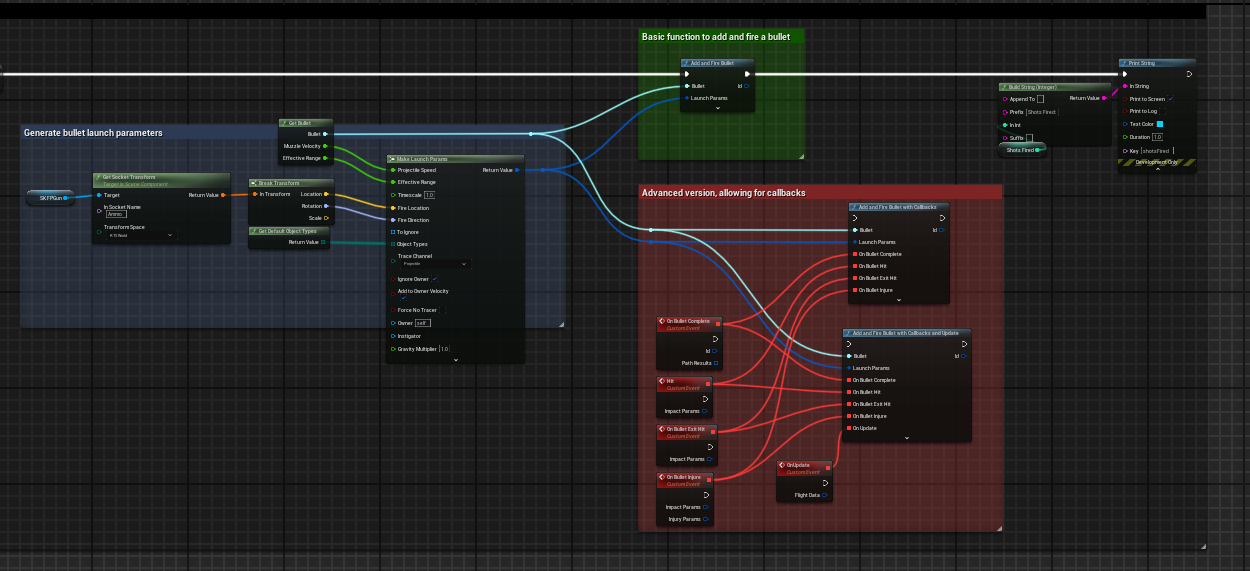 Basic function to add and fire a bullet
Add and Fire Bullet
Bullet
Id
Launch Params
Print String
In String
Print to Screen
Print to Log
Text Color
Duration
1.0
Key
shotsFired
Development Only
Build String (Integer)
Append To
Return Value
Prefix
Shots Fired:
In Int
Suffix
Shots Fired
Generate bullet launch parameters
Get Bullet
Bullet
Muzzle Velocity
Effective Range
SKFPGun
Get Socket Transform
Target is Scene Component
Target
Return Value
In Socket Name
Ammo
Transform Space
RTS World
Break Transform
In Transform
Location
Rotation
Scale
Get Default Object Types
Return Value
Make Launch Params
Projectile Speed
Return Value
Effective Range
Timescale
1.0
Fire Location
Fire Direction
To Ignore
Object Types
Trace Channel
Projectile
Ignore Owner
Add to Owner Velocity
Force No Tracer
Owner
self
Instigator
Gravity Multiplier
1.0
Advanced version, allowing for callbacks
Add and Fire Bullet with Callbacks
Bullet
Id
Launch Params
On Bullet Complete
On Bullet Hit
On Bullet Exit Hit
On Bullet Injure
Add and Fire Bullet with Callbacks and Update
Bullet
Id
Launch Params
On Bullet Complete
On Bullet Hit
On Bullet Exit Hit
On Bullet Injure
On Update
On Bullet Complete
Custom Event
Id
Path Results
Hit
Custom Event
Impact Params
On Bullet Exit Hit
Custom Event
Impact Params
On Bullet Injure
Custom Event
Impact Params
Injury Params
OnUpdate
Custom Event
Flight Data